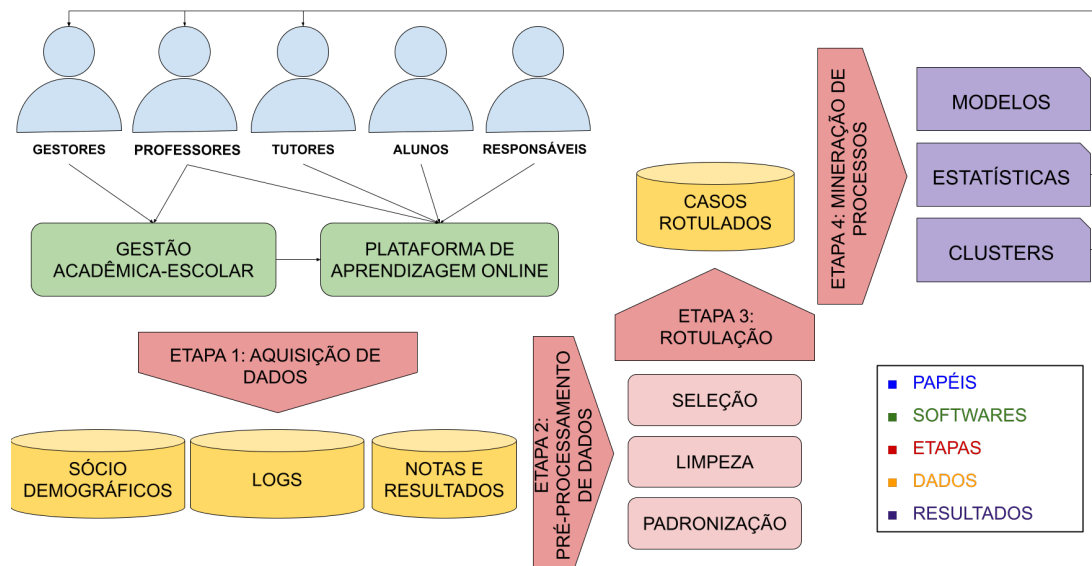 GESTORES
PROFESSORES
TUTORES
ALUNOS
RESPONSÁVEIS
GESTÃO
ACADÊMICA-ESCOLAR
PLATAFORMA DE
APRENDIZAGEM ONLINE
ETAPA 1: AQUISIÇÃO DE
DADOS
SÓCIO
DEMOGRÁFICOS
LOGS
NOTAS E
RESULTADOS
ETAPA 2:
PRÉ-PROCESSAMENTO
DE DADOS
SELEÇÃO
LIMPEZA
PADRONIZAÇÃO
ETAPA 3:
ROTULAÇÃO
CASOS
ROTULADOS
ETAPA 4: MINERAÇÃO DE
PROCESSOS
MODELOS
ESTATÍSTICAS
CLUSTERS
PAPÉIS
SOFTWARES
ETAPAS
DADOS
RESULTADOS